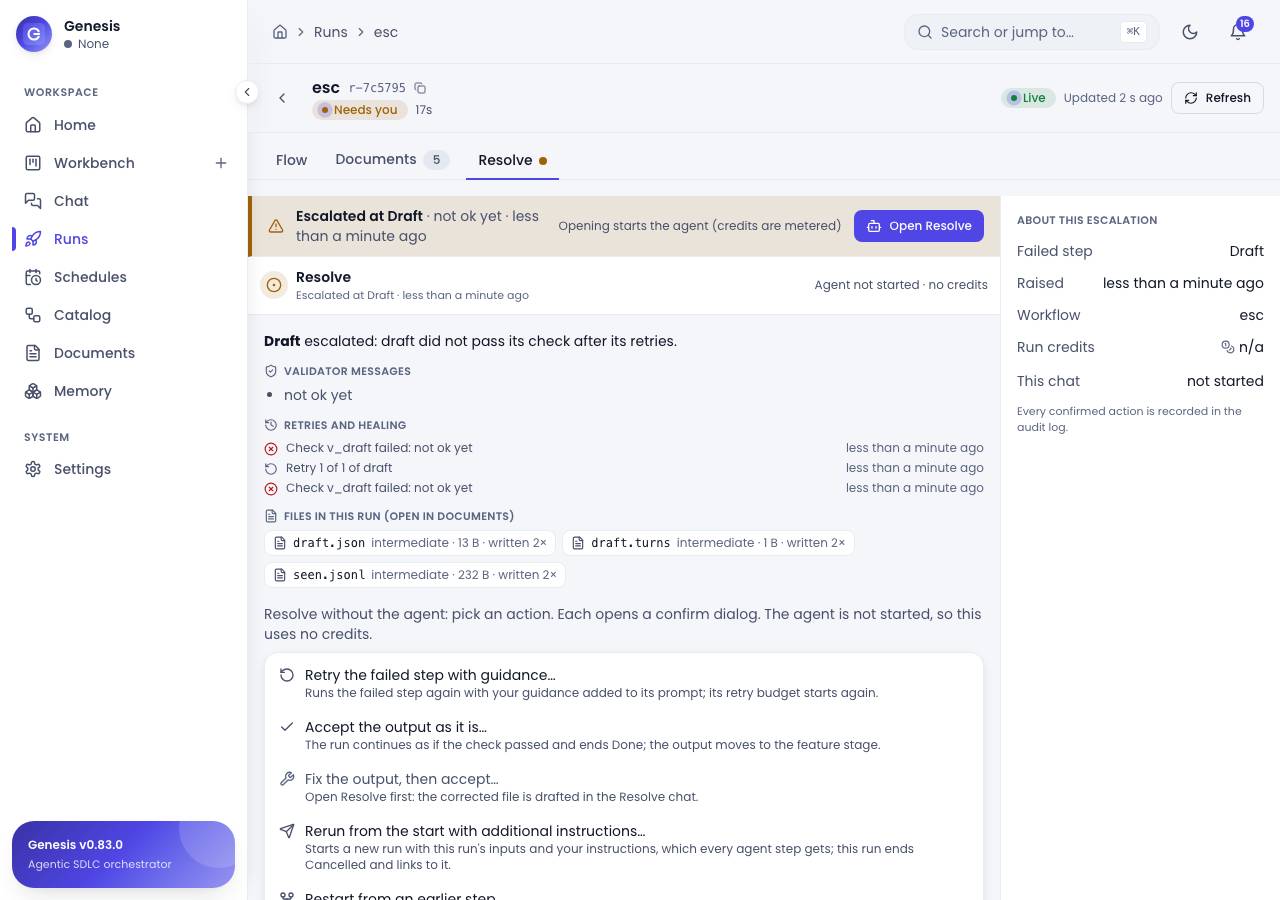 Genesis
None
WORKSPACE
Home
Workbench
Chat
Runs
Schedules
Catalog
Documents
Memory
SYSTEM
Settings
Genesis v0.83.0
Agentic SDLC orchestrator
Runs
esc
Search or jump to…
⌘K
16
esc
r-7c5795
Needs you
17s
Live
Updated 2 s ago
Refresh
Flow
Documents
5
Resolve
Escalated at Draft · not ok yet · less
than a minute ago
Opening starts the agent (credits are metered)
Open Resolve
Resolve
Escalated at Draft · less than a minute ago
Agent not started · no credits
Draft escalated: draft did not pass its check after its retries.
VALIDATOR MESSAGES
not ok yet
RETRIES AND HEALING
Check v_draft failed: not ok yet
less than a minute ago
Retry 1 of 1 of draft
less than a minute ago
Check v_draft failed: not ok yet
less than a minute ago
FILES IN THIS RUN (OPEN IN DOCUMENTS)
draft.json intermediate · 13 B · written 2×
draft.turns intermediate · 1 B · written 2×
seen.jsonl intermediate · 232 B · written 2×
Resolve without the agent: pick an action. Each opens a confirm dialog. The agent is not started, so this
uses no credits.
Retry the failed step with guidance…
Runs the failed step again with your guidance added to its prompt; its retry budget starts again.
Accept the output as it is…
The run continues as if the check passed and ends Done; the output moves to the feature stage.
Fix the output, then accept…
Open Resolve first: the corrected file is drafted in the Resolve chat.
Rerun from the start with additional instructions…
Starts a new run with this run's inputs and your instructions, which every agent step gets; this run ends
Cancelled and links to it.
Restart from an earlier step
ABOUT THIS ESCALATION
Failed step
Draft
Raised
less than a minute ago
Workflow
esc
Run credits
n/a
This chat
not started
Every confirmed action is recorded in the
audit log.